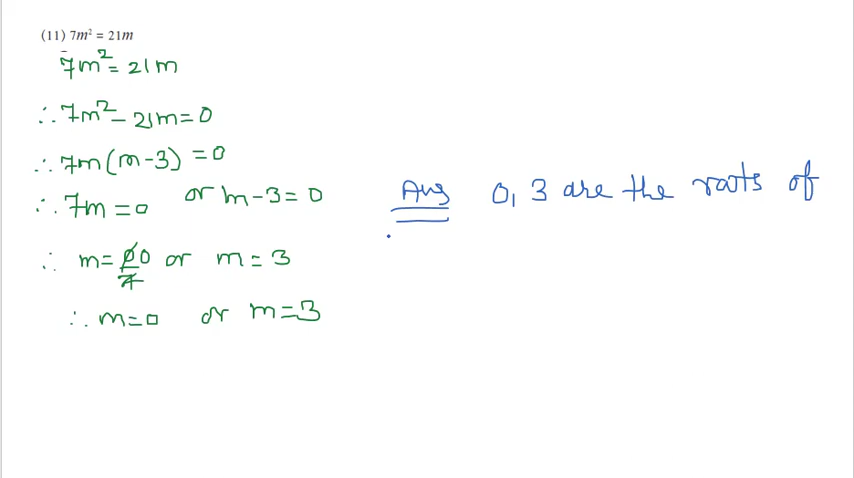 (11) 7m² = 21m
7m² = 21m
∴ 7m² - 21m = 0
∴ 7m(m-3) = 0
∴ 7m = 0 or m-3 = 0
∴ m = 0/7 0 or m = 3
∴ m = 0 or m = 3
Ans 0, 3 are the roots of